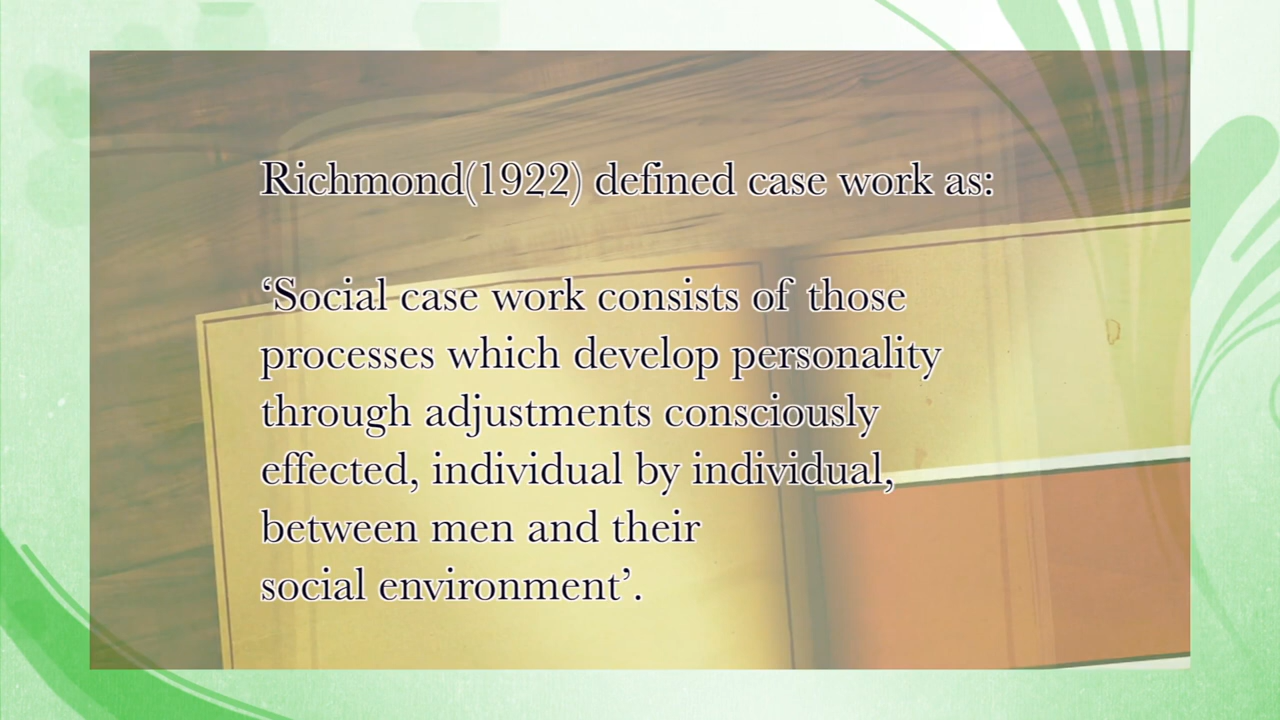 Richmond(1922) defined case work as:
‘Social case work consists of those
processes which develop personality
through adjustments consciously
effected, individual by individual,
between men and their
social environment’.